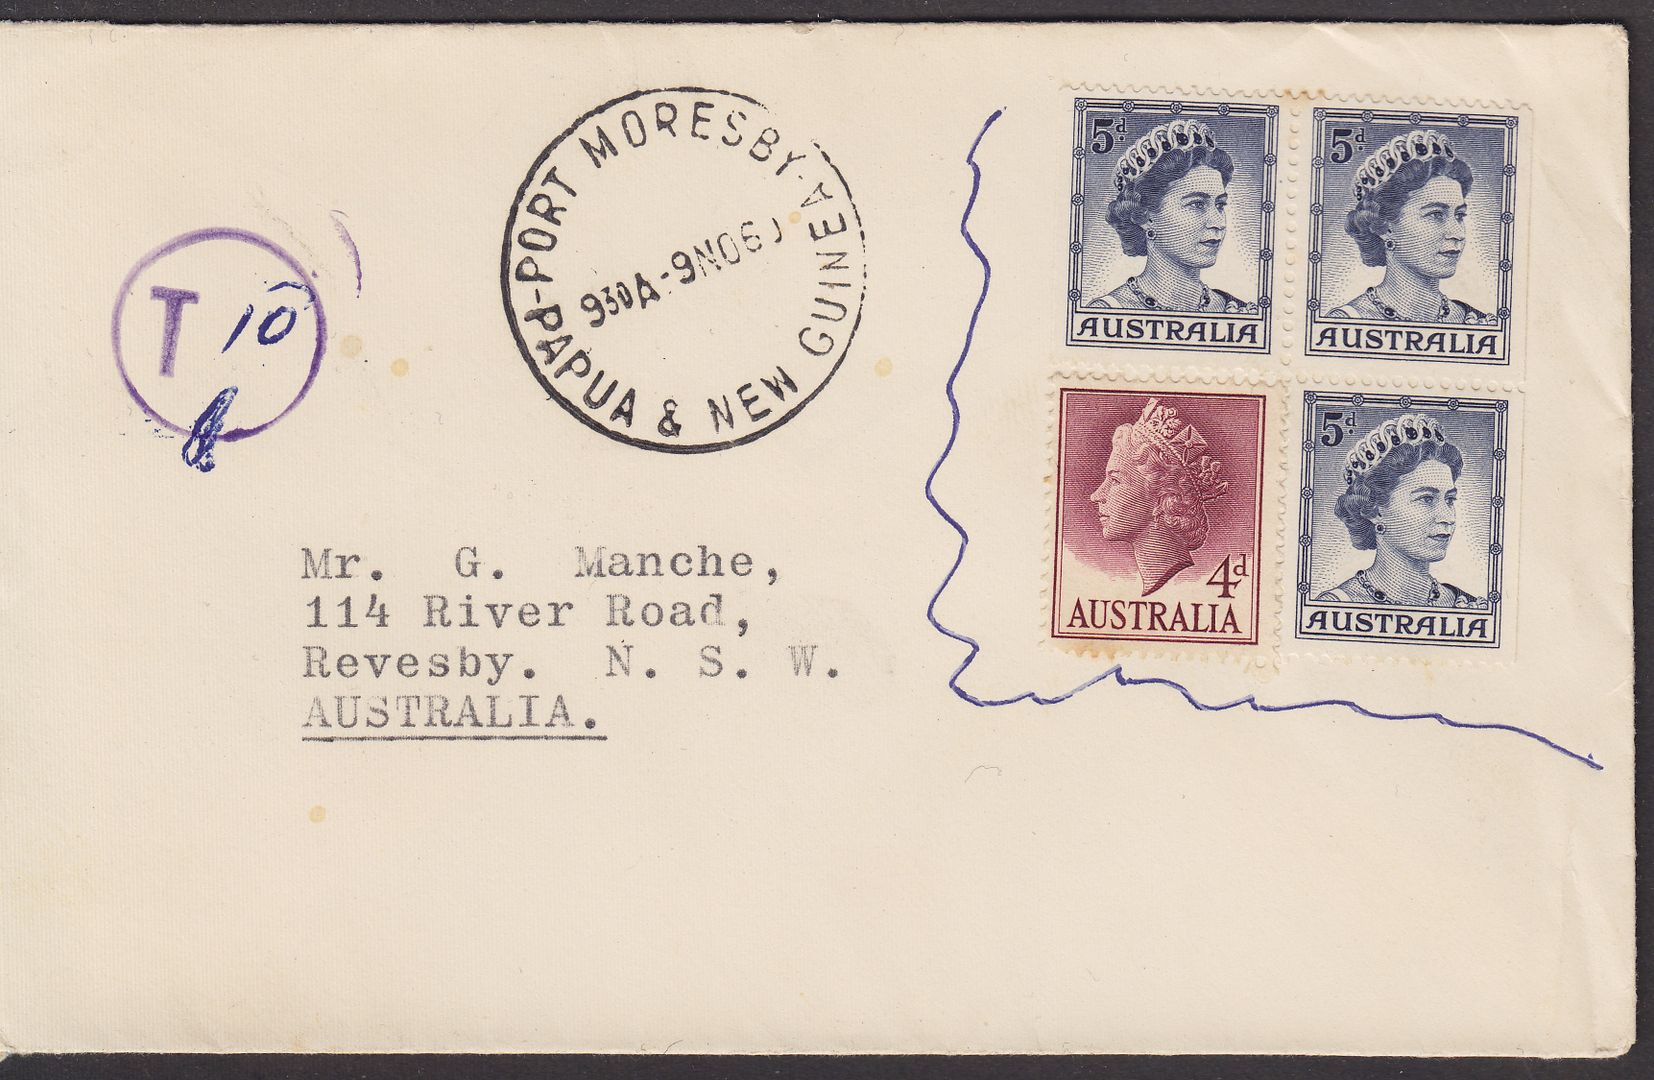 PORT MORESBY-
PAPUA & NEW GUINEA
930A-9NO60
T 10
5d
AUSTRALIA
5d
AUSTRALIA
4d
AUSTRALIA
5d
AUSTRALIA
Mr. G. Manche,
114 River Road,
Revesby. N. S. W.
AUSTRALIA.